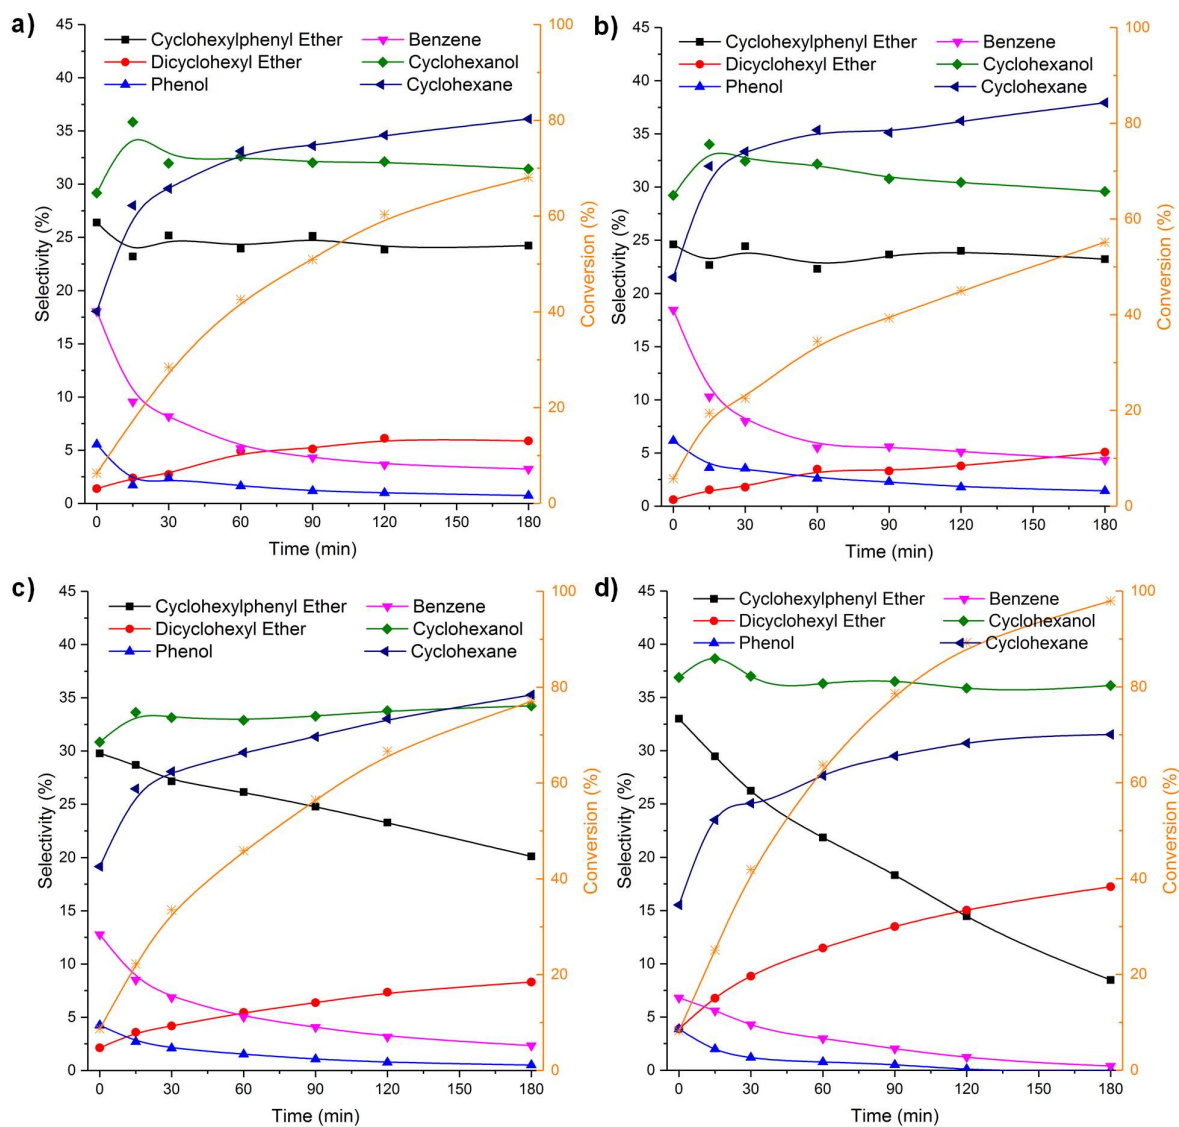 a)
45
40
35
30
25
20
15
10
5
0
Selectivity (%)
Cyclohexylphenyl Ether
Dicyclohexyl Ether
Phenol
Benzene
Cyclohexanol
Cyclohexane
100
80
60
40
20
0
Conversion (%)
0 30 60 90 120 150 180
Time (min)
b)
45
40
35
30
25
20
15
10
5
0
Selectivity (%)
Cyclohexylphenyl Ether
Dicyclohexyl Ether
Phenol
Benzene
Cyclohexanol
Cyclohexane
100
80
60
40
20
0
Conversion (%)
0 30 60 90 120 150 180
Time (min)
c)
45
40
35
30
25
20
15
10
5
0
Selectivity (%)
Cyclohexylphenyl Ether
Dicyclohexyl Ether
Phenol
Benzene
Cyclohexanol
Cyclohexane
100
80
60
40
20
0
Conversion (%)
0 30 60 90 120 150 180
Time (min)
d)
45
40
35
30
25
20
15
10
5
0
Selectivity (%)
Cyclohexylphenyl Ether
Dicyclohexyl Ether
Phenol
Benzene
Cyclohexanol
Cyclohexane
100
80
60
40
20
0
Conversion (%)
0 30 60 90 120 150 180
Time (min)